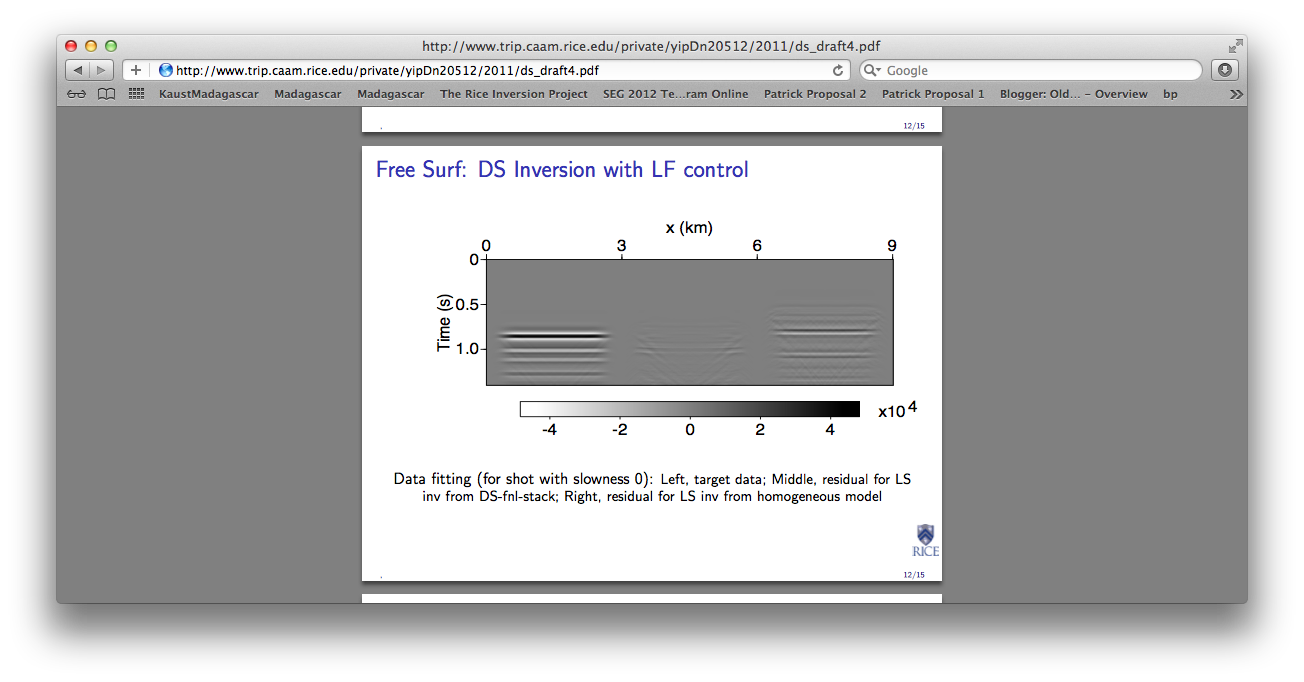 http://www.trip.caam.rice.edu/private/yipDn20512/2011/ds_draft4.pdf
http://www.trip.caam.rice.edu/private/yipDn20512/2011/ds_draft4.pdf
Google
KaustMadagascar Madagascar Madagascar The Rice Inversion Project SEG 2012 Te...ram Online Patrick Proposal 2 Patrick Proposal 1 Blogger: Old... - Overview bp
12/15
Free Surf: DS Inversion with LF control
x (km)
0 3 6 9
0
0.5
1.0
Time (s)
x10 4
-4 -2 0 2 4
Data fitting (for shot with slowness 0): Left, target data; Middle, residual for LS
inv from DS-fnl-stack; Right, residual for LS inv from homogeneous model
RICE
12/15